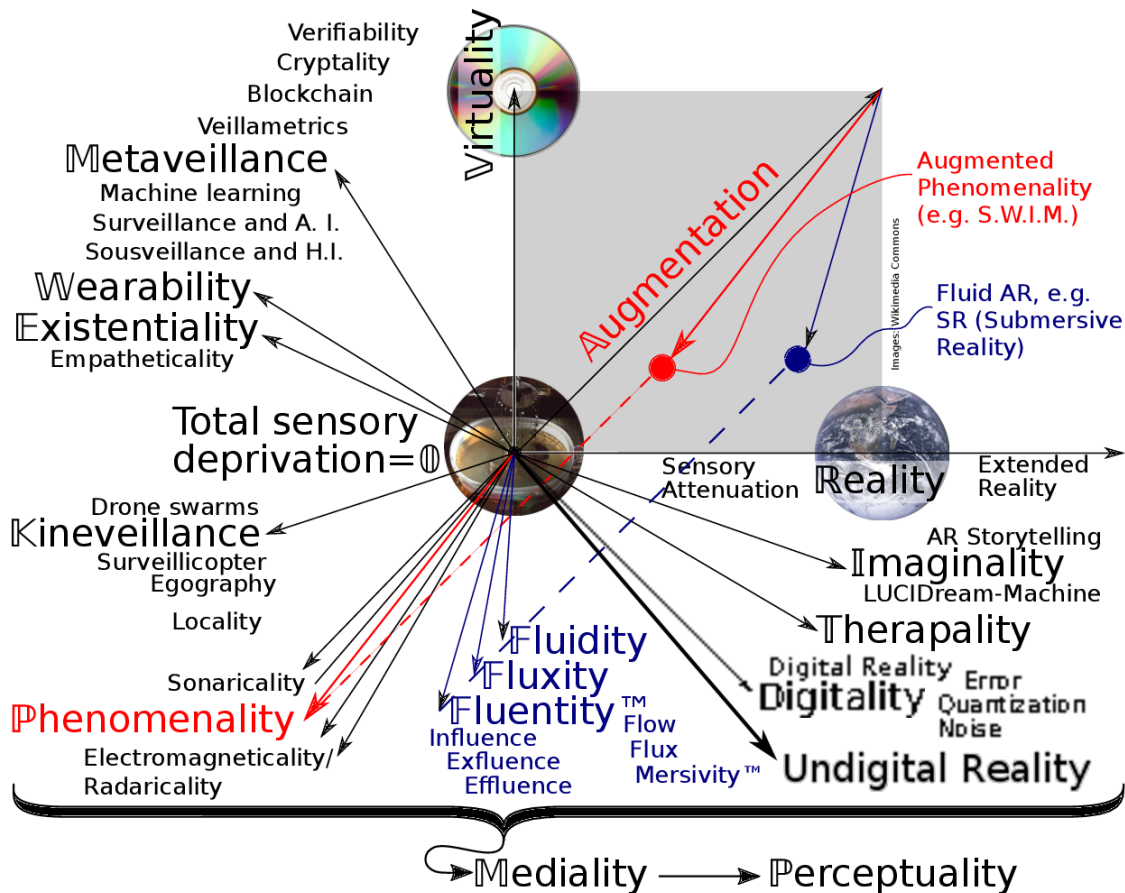 Verifiability
Cryptality
Blockchain
Veillametrics
𝕄etaveillance
Machine learning
Surveillance and A. I.
Sousveillance and H.I.
𝕎earability
𝔼xistentiality
Empatheticality
Total sensory
deprivation=𝟘
Drone swarms
𝕂ineveillance
Surveillicopter
Egography
Locality
Sonaricality
ℙhenomenality
Electromagneticality/
Radaricality
𝕍irtuality
𝔸ugmentation
Augmented
Phenomenality
(e.g. S.W.I.M.)
Images: Wikimedia Commons
Fluid AR, e.g.
SR (Submersive
Reality)
Sensory
Attenuation
ℝeality
Extended
Reality
AR Storytelling
𝕀maginality
LUCIDream-Machine
𝕋herapality
Digital Reality
𝔻igitality
Error
Quantization
Noise
Undigital Reality
𝔽luidity
𝔽luxity
𝔽luentity™
Flow
Influence
Flux
Exfluence
Mersivity™
Effluence
𝕄ediality
ℙerceptuality